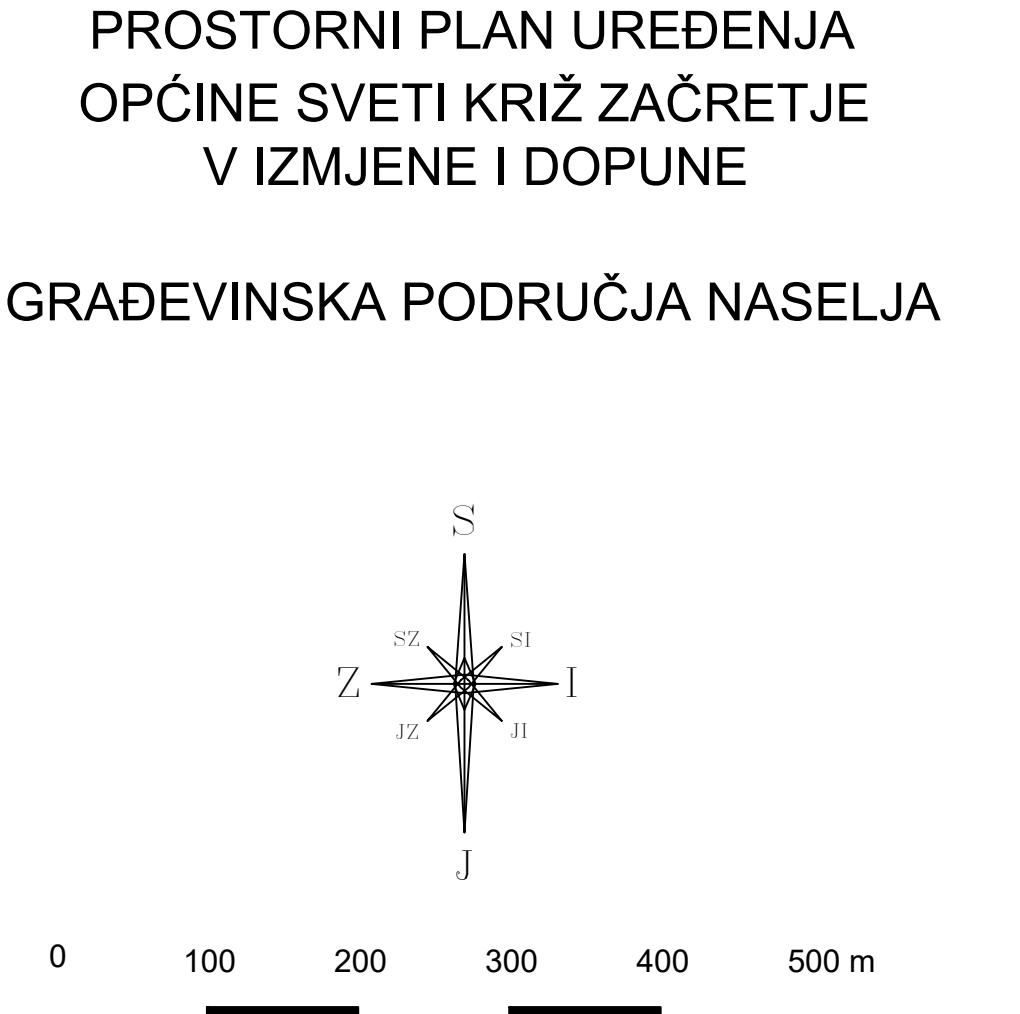 PROSTORNI PLAN UREĐENJA
OPĆINE SVETI KRIŽ ZAČRETJE
V IZMJENE I DOPUNE
GRAĐEVINSKA PODRUČJA NASELJA
S
SZ SI
Z I
JZ JI
J
0 100 200 300 400 500 m